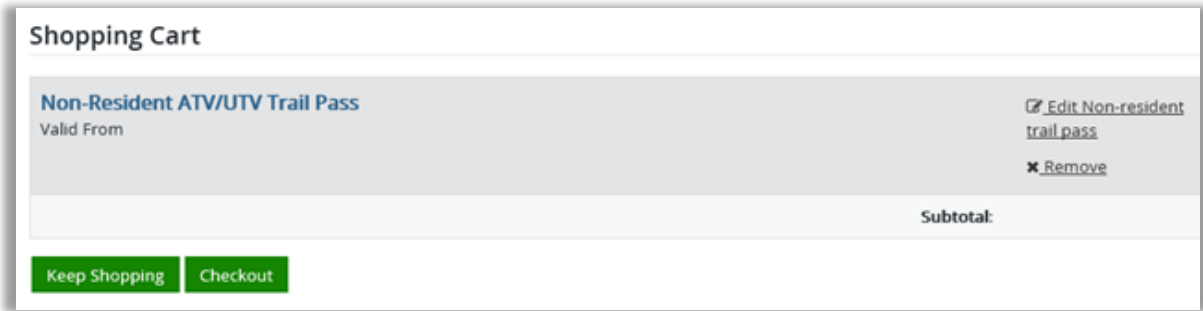 Shopping Cart
Non-Resident ATV/UTV Trail Pass
Valid From
Edit Non-resident
trail pass
Remove
Subtotal:
Keep Shopping Checkout